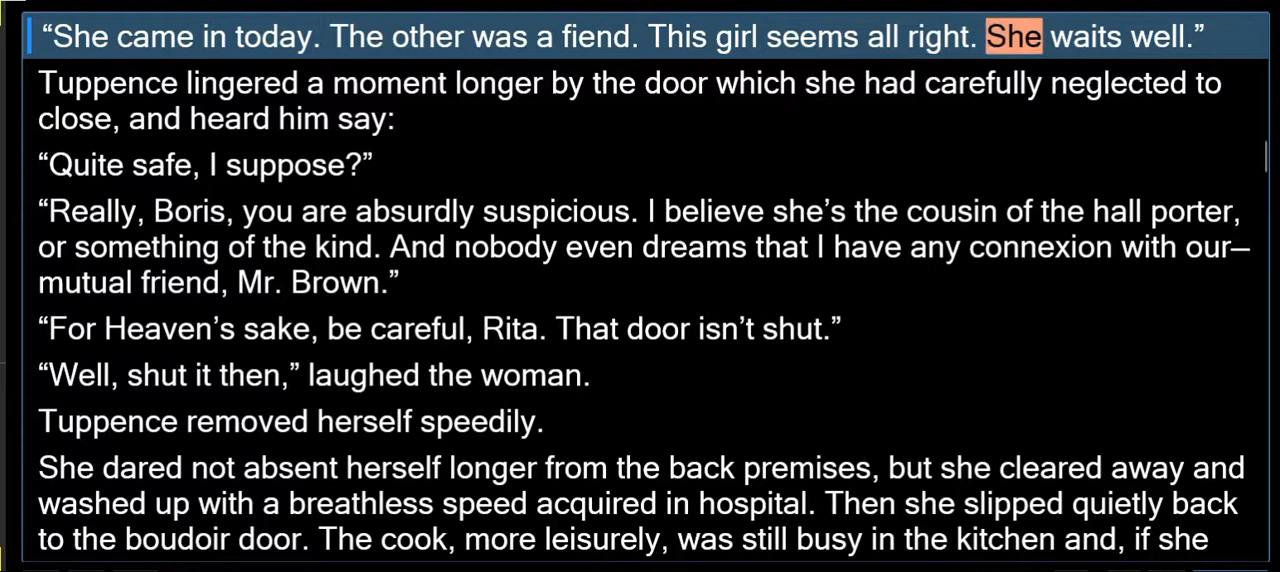 “She came in today. The other was a fiend. This girl seems all right. She waits well.”
Tuppence lingered a moment longer by the door which she had carefully neglected to
close, and heard him say:
“Quite safe, I suppose?”
“Really, Boris, you are absurdly suspicious. I believe she’s the cousin of the hall porter,
or something of the kind. And nobody even dreams that I have any connexion with our—
mutual friend, Mr. Brown.”
“For Heaven’s sake, be careful, Rita. That door isn’t shut.”
“Well, shut it then,” laughed the woman.
Tuppence removed herself speedily.
She dared not absent herself longer from the back premises, but she cleared away and
washed up with a breathless speed acquired in hospital. Then she slipped quietly back
to the boudoir door. The cook, more leisurely, was still busy in the kitchen and, if she